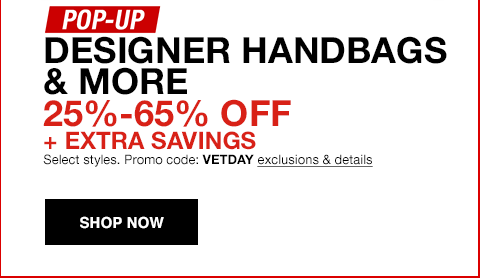 POP-UP
DESIGNER HANDBAGS
& MORE
25%-65% OFF
+ EXTRA SAVINGS
Select styles. Promo code: VETDAY exclusions & details
SHOP NOW